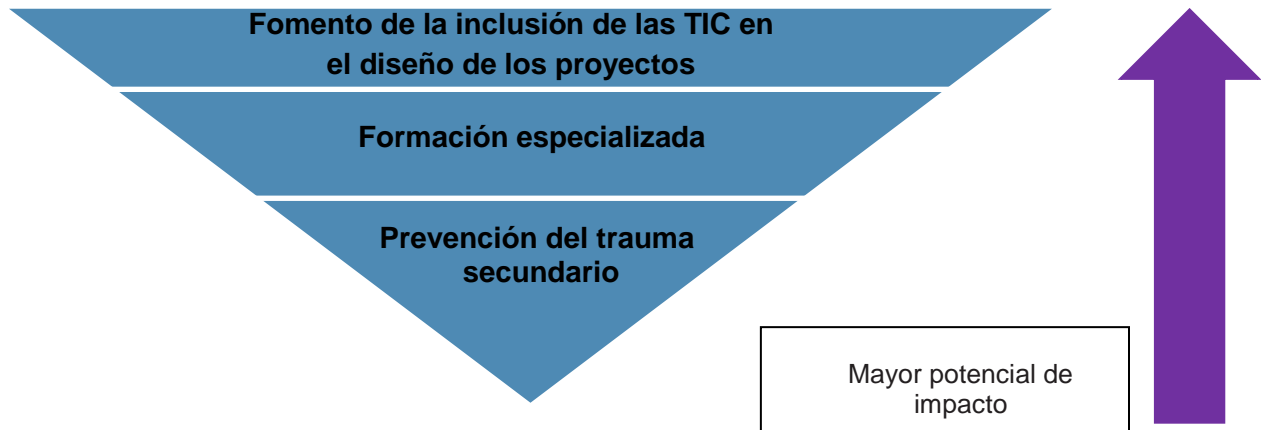 Fomento de la inclusión de las TIC en
el diseño de los proyectos
Formación especializada
Prevención del trauma
secundario
Mayor potencial de
impacto